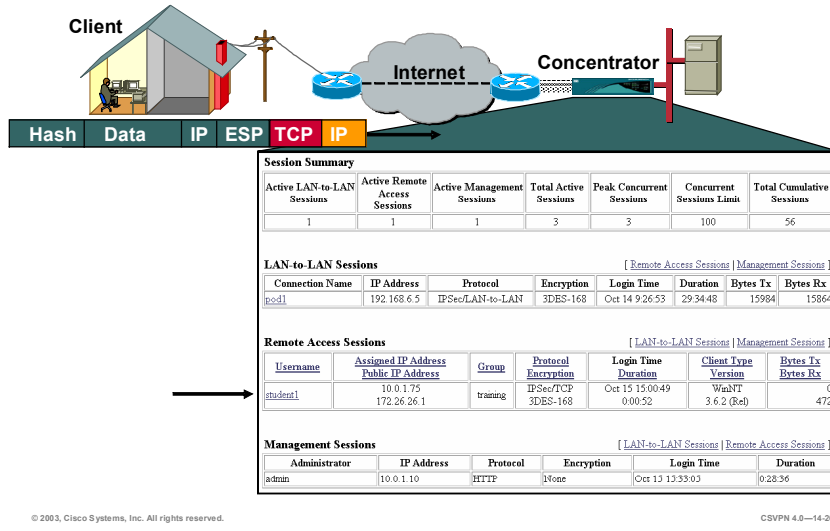 Client
Internet
Concentrator
Hash Data IP ESP TCP IP
Session Summary
Active LAN-to-LAN Sessions Active Remote Access Sessions Active Management Sessions Total Active Sessions Peak Concurrent Sessions Concurrent Sessions Limit Total Cumulative Sessions
1 1 1 3 3 100 56
LAN-to-LAN Sessions [ Remote Access Sessions | Management Sessions ]
Connection Name IP Address Protocol Encryption Login Time Duration Bytes Tx Bytes Rx
pod1 192.168.6.5 IPSec/LAN-to-LAN 3DES-168 Oct 14 9:26:53 29:34:48 15984 15864
Remote Access Sessions [ LAN-to-LAN Sessions | Management Sessions ]
Username Assigned IP Address Public IP Address Group Protocol Encryption Login Time Duration Client Type Version Bytes Tx Bytes Rx
student1 10.0.1.75 172.26.26.1 training IPSec/TCP 3DES-168 Oct 15 15:00:49 0:00:52 WinNT 3.6.2 (Rel) 0 472
Management Sessions [ LAN-to-LAN Sessions | Remote Access Sessions ]
Administrator IP Address Protocol Encryption Login Time Duration
admin 10.0.1.10 HTTP None Oct 15 15:33:05 0:28:36
© 2003, Cisco Systems, Inc. All rights reserved.